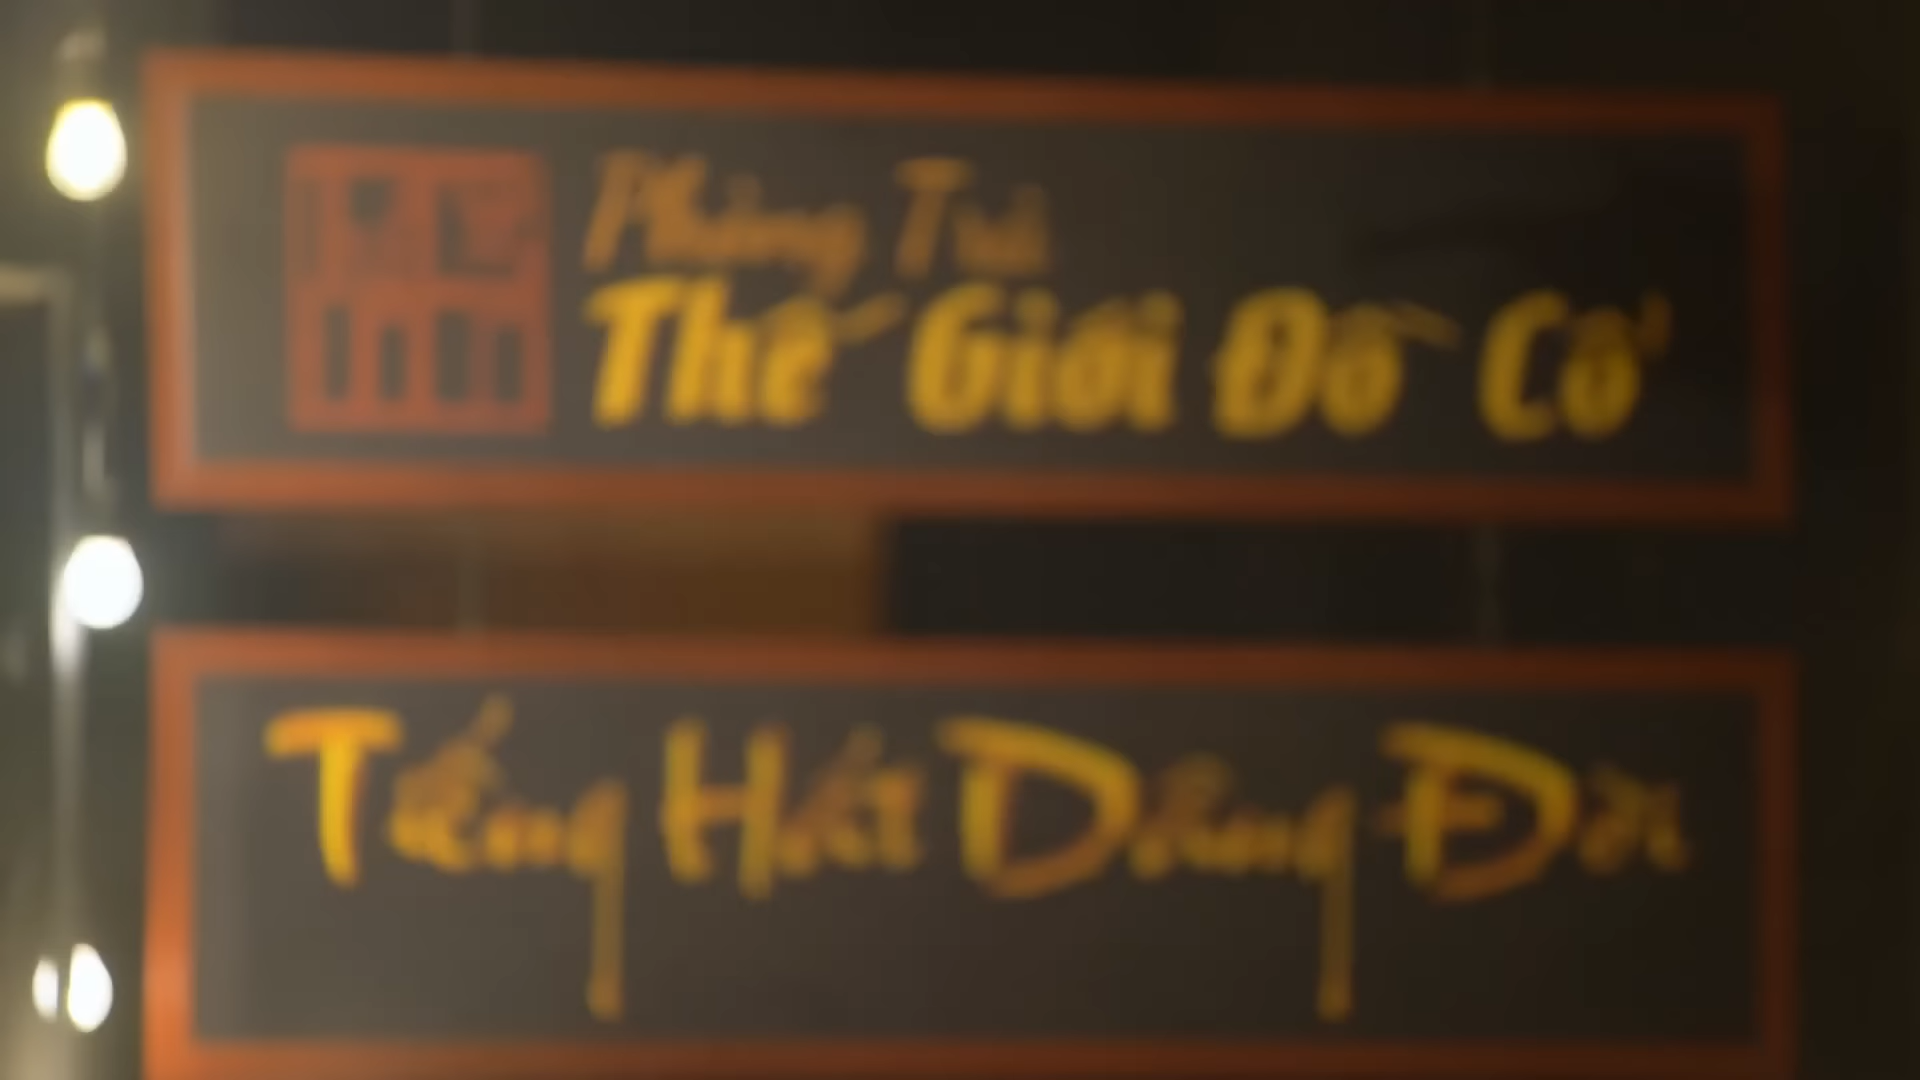 Phòng Trà
Thế Giới Đồ Cổ
Tiếng Hát Dòng Đời